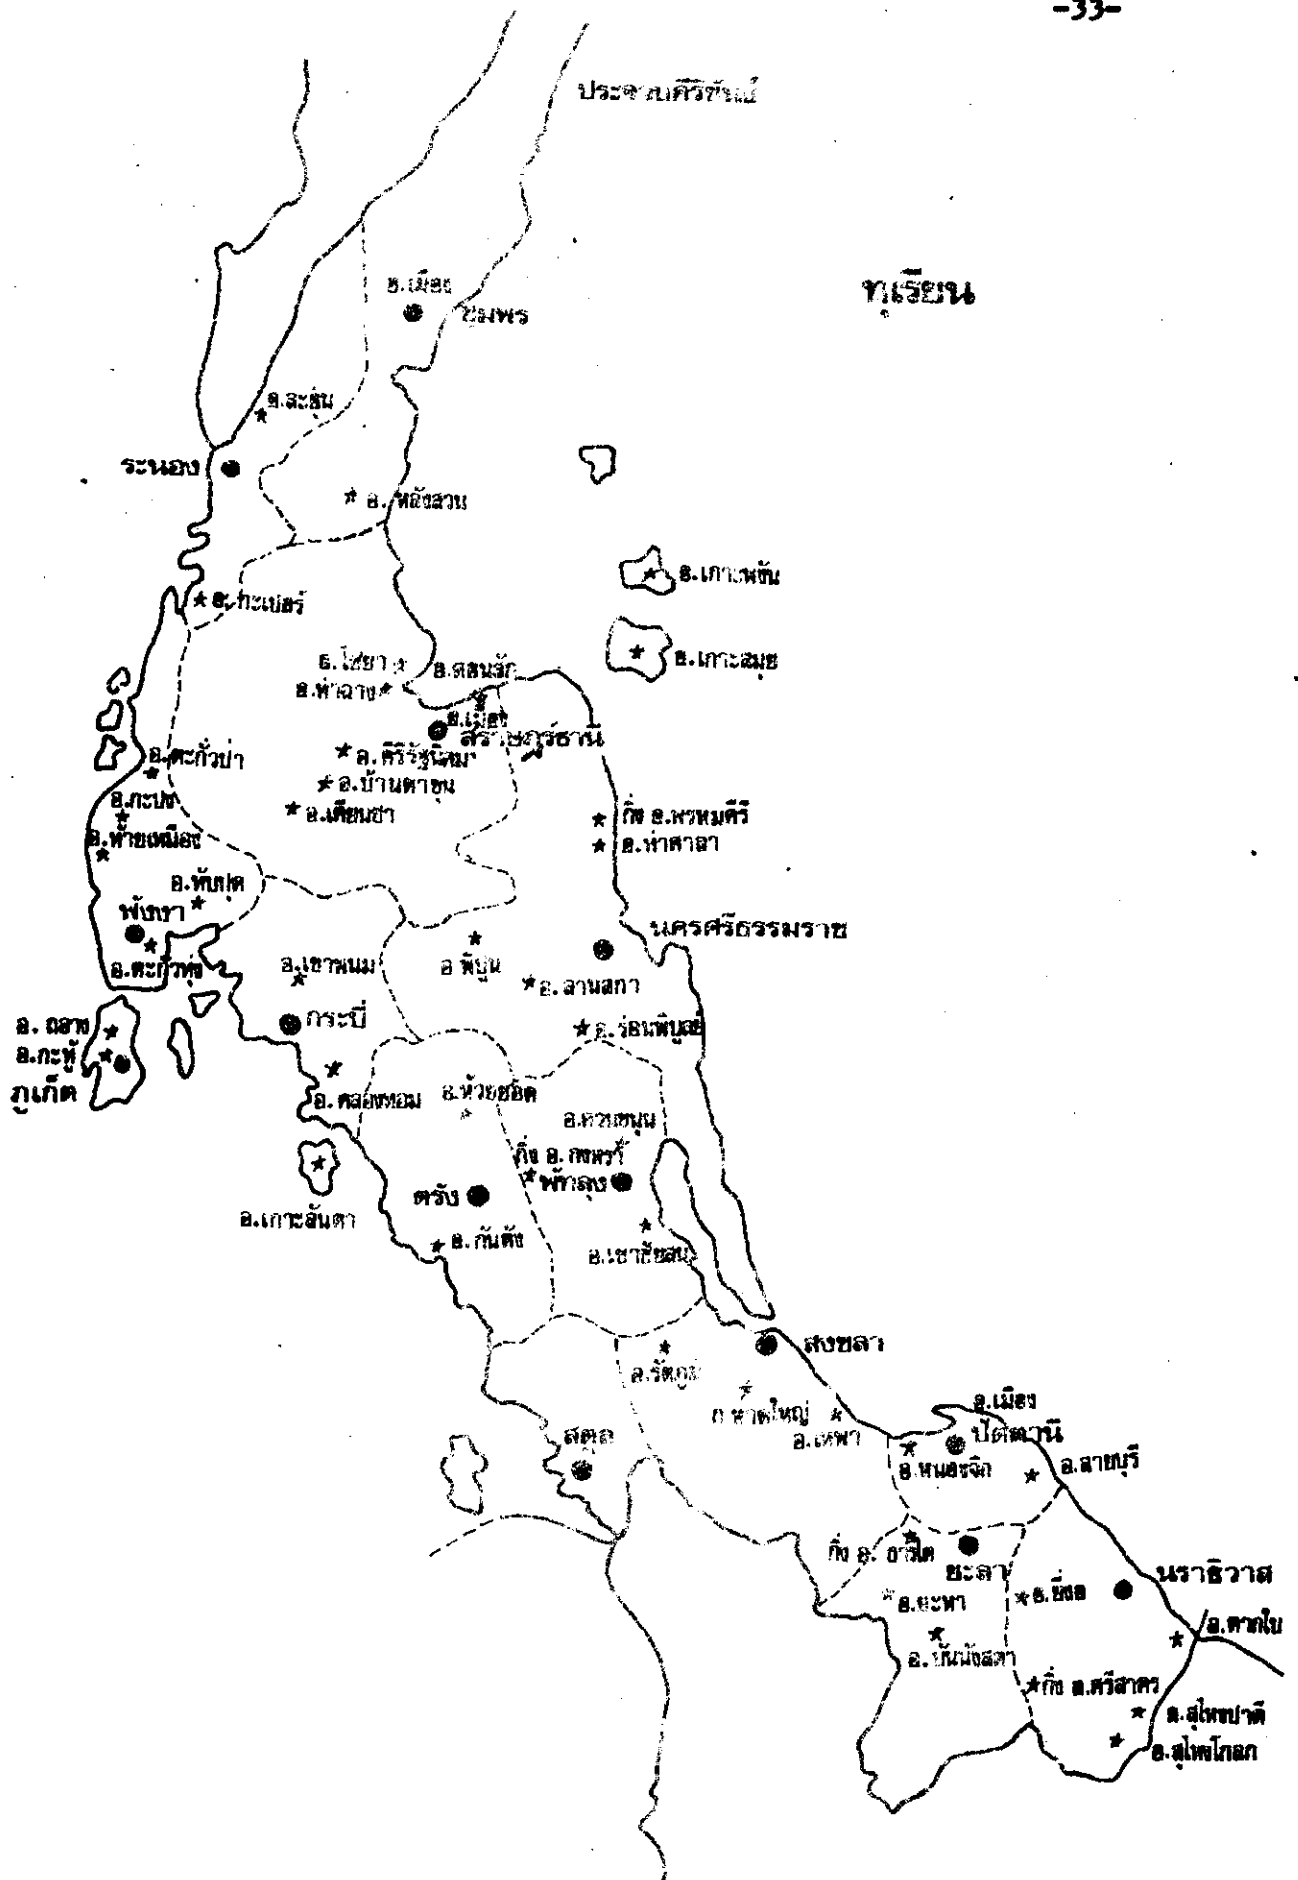 -33-
ประจวบคีรีขันธ์
ทุเรียน
อ.เมือง
ชุมพร
อ.ละอุ่น
ระนอง
อ. หลังสวน
อ.เกาะพงัน
อ. กะเปอร์
อ.เกาะสมุย
อ.ไชยา
อ.ดอนสัก
อ.ท่าฉาง
อ.เมือง
สุราษฎร์ธานี
อ.ตะกั่วป่า
อ.คีรีรัฐนิคม
อ.บ้านตาขุน
อ.กะปง
อ.เคียนซา
กิ่ง อ.พรหมคีรี
อ.ท้ายเหมือง
อ.ท่าศาลา
อ.ทับปุด
พังงา
นครศรีธรรมราช
อ.ตะกั่วทุ่ง
อ.เขาพนม
อ พิปูน
อ.ลานสกา
กระบี่
อ. ถลาง
อ.ร่อนพิบูลย์
อ.กะทู้
ภูเก็ต
อ.คลองทอม
อ.ห้วยยอด
อ.ควนขนุน
กิ่ง อ. กงหรา
พัทลุง
ตรัง
อ.เกาะลันตา
อ.กันตัง
อ.เขาชัยสน
สงขลา
อ.รัตภูมิ
อ.เมือง
อ.เทพา
ปัตตานี
สตูล
อ.หนองจิก
อ.สายบุรี
กิ่ง อ. ธารโต
ยะลา
นราธิวาส
อ.ยะหา
อ.ยี่งอ
อ.ตากใบ
อ.บันนังสตา
กิ่ง อ.ศรีสาคร
อ.สุไหงปาดี
อ.สุไหงโกลก